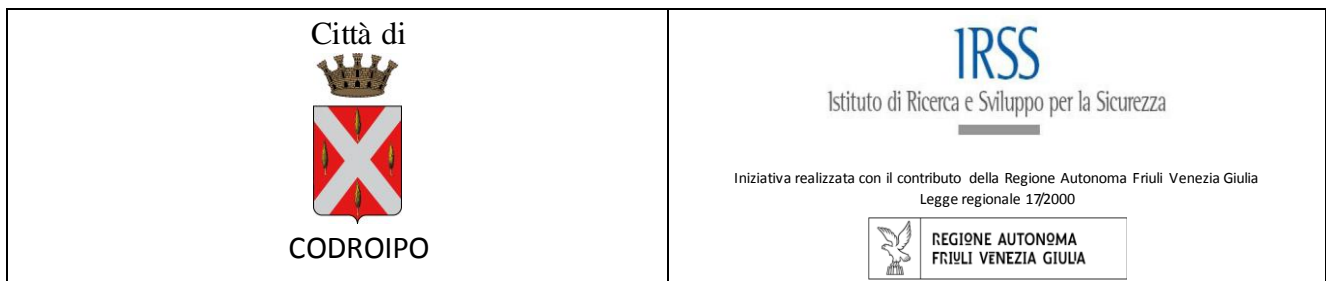 Città di
CODROIPO
IRSS
Istituto di Ricerca e Sviluppo per la Sicurezza
Iniziativa realizzata con il contributo della Regione Autonoma Friuli Venezia Giulia
Legge regionale 17/2000
REGIONE AUTONOMA
FRIULI VENEZIA GIULIA